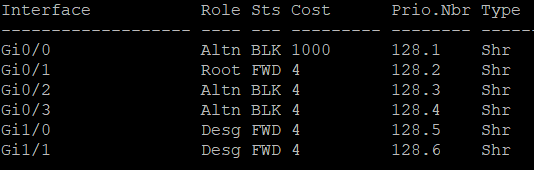 Interface Role Sts Cost Prio.Nbr Type
------------------- ---- --- --------- -------- -----
Gi0/0 Altn BLK 1000 128.1 Shr
Gi0/1 Root FWD 4 128.2 Shr
Gi0/2 Altn BLK 4 128.3 Shr
Gi0/3 Altn BLK 4 128.4 Shr
Gi1/0 Desg FWD 4 128.5 Shr
Gi1/1 Desg FWD 4 128.6 Shr